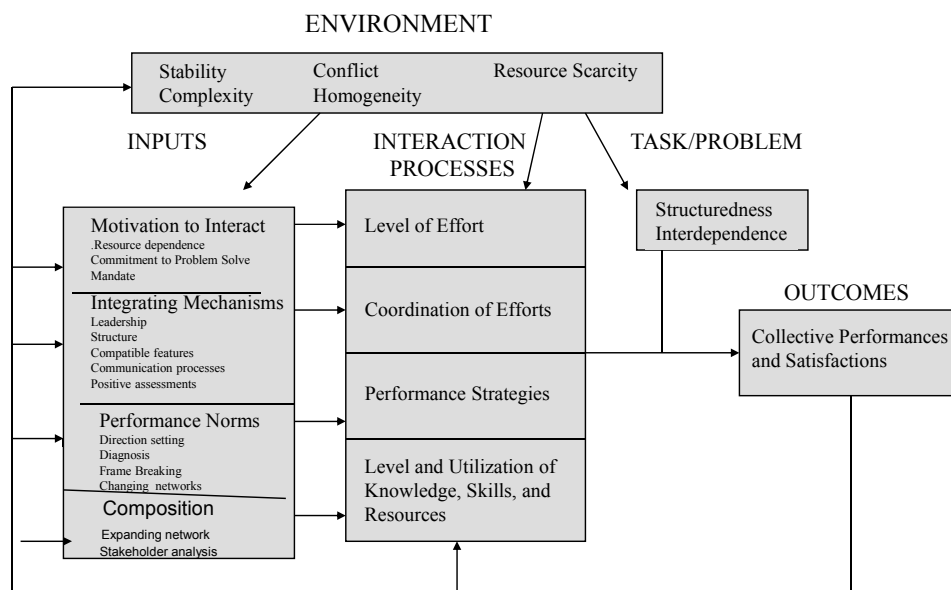 ENVIRONMENT
Stability Conflict Resource Scarcity
Complexity Homogeneity
INPUTS
INTERACTION
PROCESSES
TASK/PROBLEM
Motivation to Interact
.Resource dependence
Commitment to Problem Solve
Mandate
Integrating Mechanisms
Leadership
Structure
Compatible features
Communication processes
Positive assessments
Performance Norms
Direction setting
Diagnosis
Frame Breaking
Changing networks
Composition
Expanding network
Stakeholder analysis
Level of Effort
Coordination of Efforts
Performance Strategies
Level and Utilization of
Knowledge, Skills, and
Resources
Structuredness
Interdependence
OUTCOMES
Collective Performances
and Satisfactions